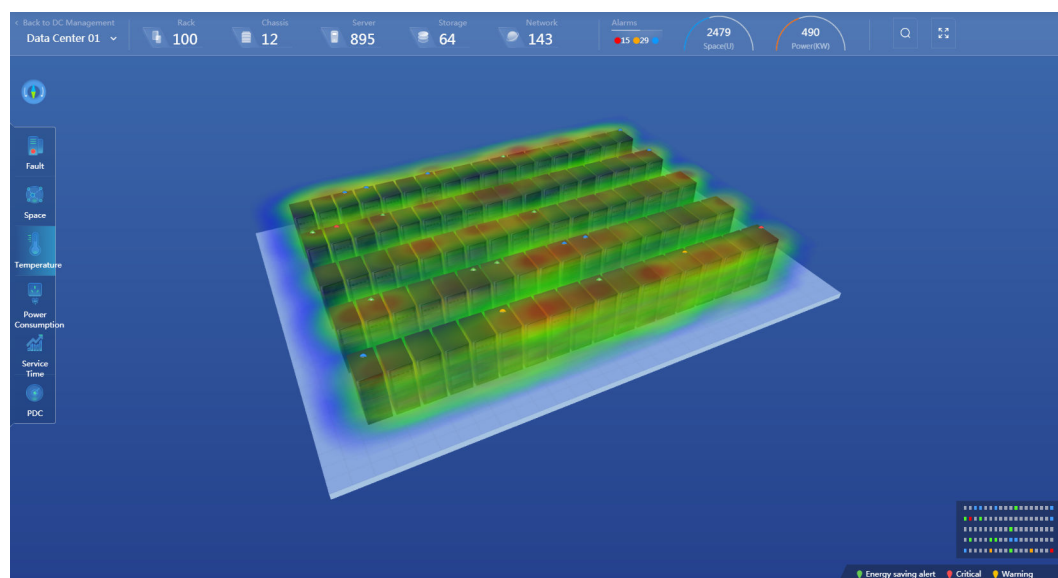 < Back to DC Management
Data Center 01
Rack
100
Chassis
12
Server
895
Storage
64
Network
143
Alarms
15 29
2479
Space(U)
490
Power(KW)
Fault
Space
Temperature
Power
Consumption
Service
Time
PDC
Energy saving alert Critical Warning